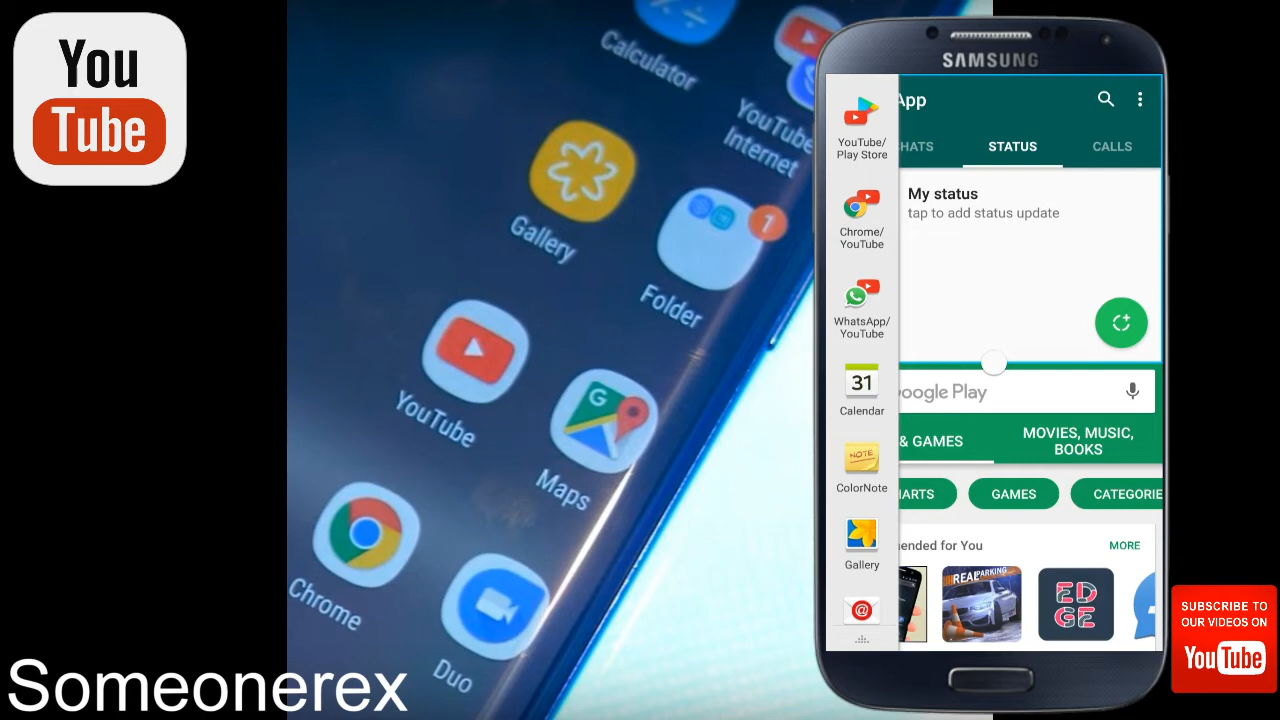 You
Tube
Calculator
YouTube
Internet
Gallery
Folder
1
YouTube
G
Maps
Chrome
Duo
Someonerex
SAMSUNG
App
HATS
STATUS
CALLS
My status
tap to add status update
YouTube/
Play Store
Chrome/
YouTube
WhatsApp/
YouTube
31
Calendar
NOTE
ColorNote
Gallery
@
oogle Play
& GAMES
MOVIES, MUSIC,
BOOKS
HARTS
GAMES
CATEGORIE
ended for You
MORE
REAL PARKING
ED
GE
SUBSCRIBE TO
OUR VIDEOS ON
YouTube